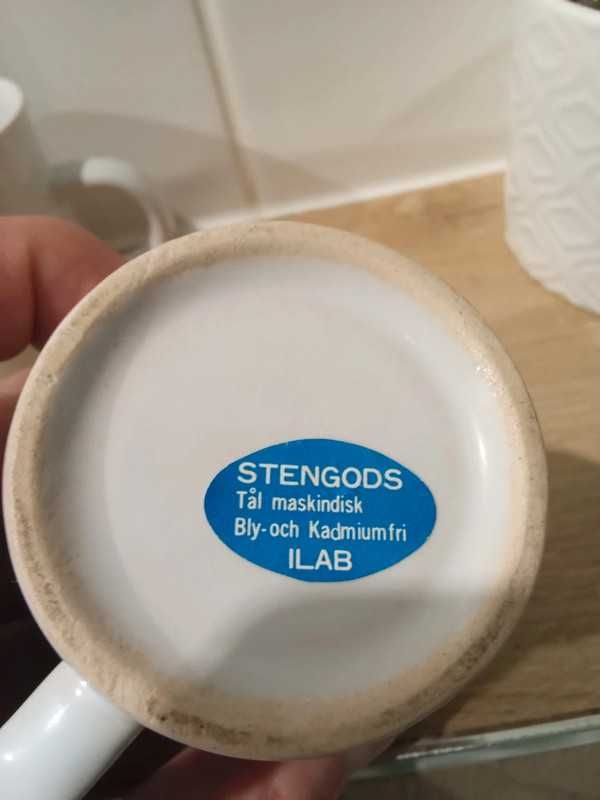 STENGODS
Tål maskindisk
Bly-och Kadmiumfri
ILAB